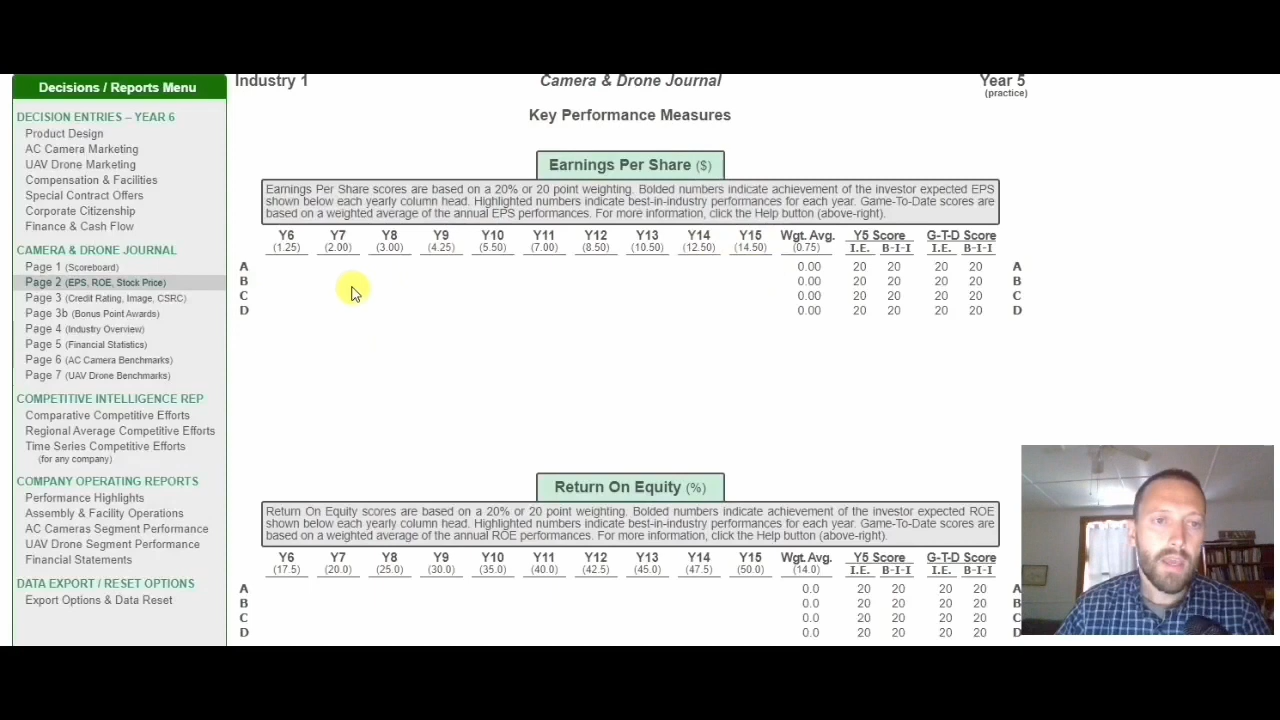 Decisions / Reports Menu
DECISION ENTRIES – YEAR 6
Product Design
AC Camera Marketing
UAV Drone Marketing
Compensation & Facilities
Special Contract Offers
Corporate Citizenship
Finance & Cash Flow
CAMERA & DRONE JOURNAL
Page 1 (Scoreboard)
Page 2 (EPS, ROE, Stock Price)
Page 3 (Credit Rating, Image, CSRC)
Page 3b (Bonus Point Awards)
Page 4 (Industry Overview)
Page 5 (Financial Statistics)
Page 6 (AC Camera Benchmarks)
Page 7 (UAV Drone Benchmarks)
COMPETITIVE INTELLIGENCE REP
Comparative Competitive Efforts
Regional Average Competitive Efforts
Time Series Competitive Efforts
(for any company)
COMPANY OPERATING REPORTS
Performance Highlights
Assembly & Facility Operations
AC Cameras Segment Performance
UAV Drone Segment Performance
Financial Statements
DATA EXPORT / RESET OPTIONS
Export Options & Data Reset
Industry 1 Camera & Drone Journal Year 5
(practice)
Key Performance Measures
Earnings Per Share ($)
Earnings Per Share scores are based on a 20% or 20 point weighting. Bolded numbers indicate achievement of the investor expected EPS
shown below each yearly column head. Highlighted numbers indicate best-in-industry performances for each year. Game-To-Date scores are
based on a weighted average of the annual EPS performances. For more information, click the Help button (above-right).
Y6 Y7 Y8 Y9 Y10 Y11 Y12 Y13 Y14 Y15 Wgt. Avg. Y5 Score G-T-D Score
(1.25) (2.00) (3.00) (4.25) (5.50) (7.00) (8.50) (10.50) (12.50) (14.50) (0.75) I.E. B-I-I I.E. B-I-I
A 0.00 20 20 20 20 A
B 0.00 20 20 20 20 B
C 0.00 20 20 20 20 C
D 0.00 20 20 20 20 D
Return On Equity (%)
Return On Equity scores are based on a 20% or 20 point weighting. Bolded numbers indicate achievement of the investor expected ROE
shown below each yearly column head. Highlighted numbers indicate best-in-industry performances for each year. Game-To-Date scores are
based on a weighted average of the annual ROE performances. For more information, click the Help button (above-right).
Y6 Y7 Y8 Y9 Y10 Y11 Y12 Y13 Y14 Y15 Wgt. Avg. Y5 Score G-T-D Score
(17.5) (20.0) (25.0) (30.0) (35.0) (40.0) (42.5) (45.0) (47.5) (50.0) (14.0) I.E. B-I-I I.E. B-I-I
A 0.0 20 20 20 20 A
B 0.0 20 20 20 20 B
C 0.0 20 20 20 20 C
D 0.0 20 20 20 20 D